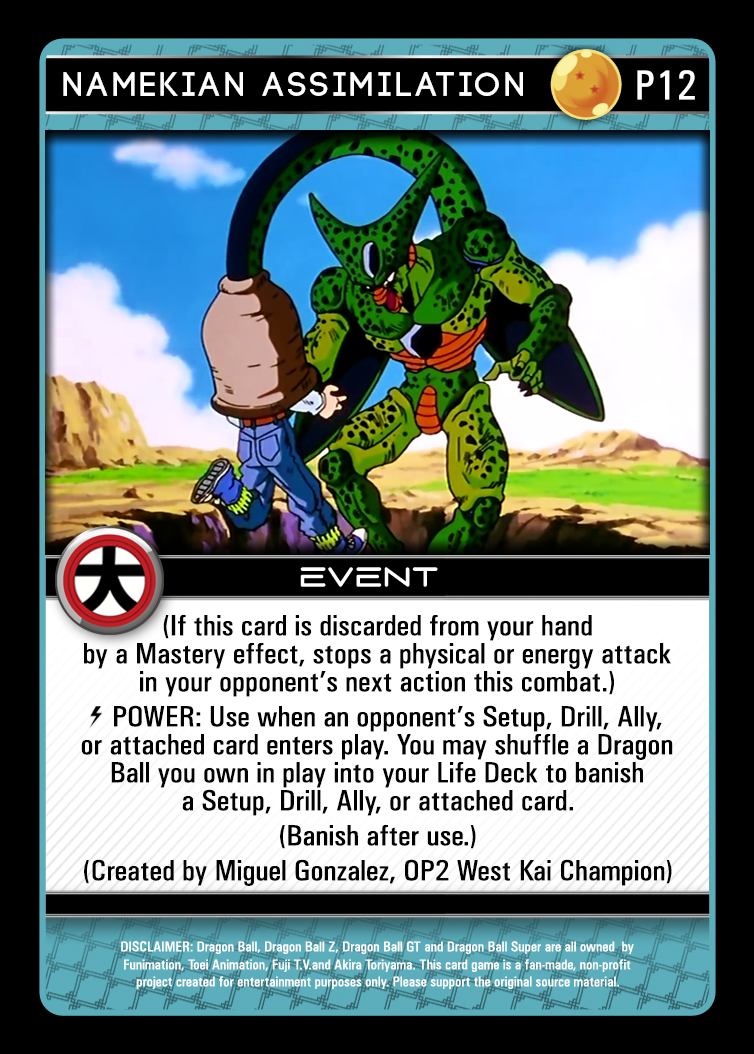 NAMEKIAN ASSIMILATION P12
大
EVENT
(If this card is discarded from your hand
by a Mastery effect, stops a physical or energy attack
in your opponent's next action this combat.)
POWER: Use when an opponent's Setup, Drill, Ally,
or attached card enters play. You may shuffle a Dragon
Ball you own in play into your Life Deck to banish
a Setup, Drill, Ally, or attached card.
(Banish after use.)
(Created by Miguel Gonzalez, OP2 West Kai Champion)
DISCLAIMER: Dragon Ball, Dragon Ball Z, Dragon Ball GT and Dragon Ball Super are all owned by
Funimation, Toei Animation, Fuji T.V.and Akira Toriyama. This card game is a fan-made, non-profit
project created for entertainment purposes only. Please support the original source material.